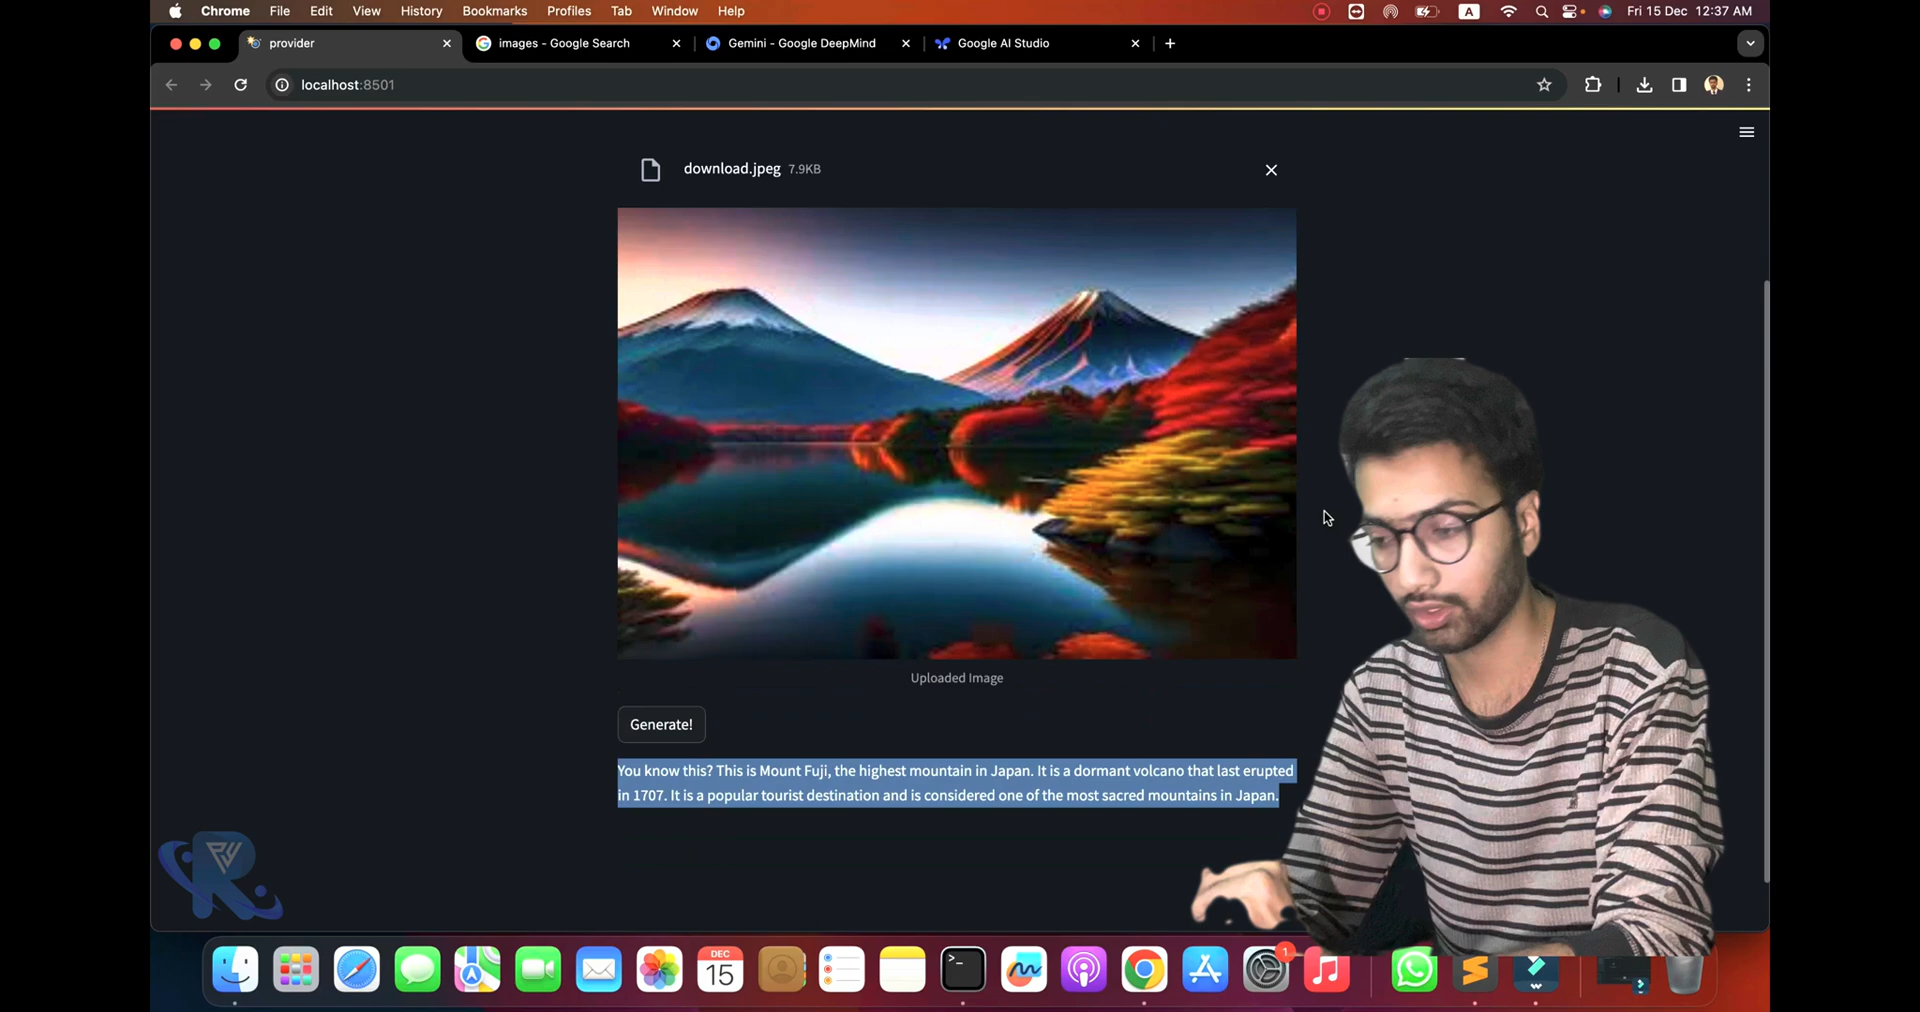 Chrome File Edit View History Bookmarks Profiles Tab Window Help A Fri 15 Dec 12:37 AM
provider images - Google Search Gemini - Google DeepMind Google AI Studio
localhost:8501
download.jpeg 7.9KB
Uploaded Image
Generate!
You know this? This is Mount Fuji, the highest mountain in Japan. It is a dormant volcano that last erupted
in 1707. It is a popular tourist destination and is considered one of the most sacred mountains in Japan.
R
DEC
15
>_
1